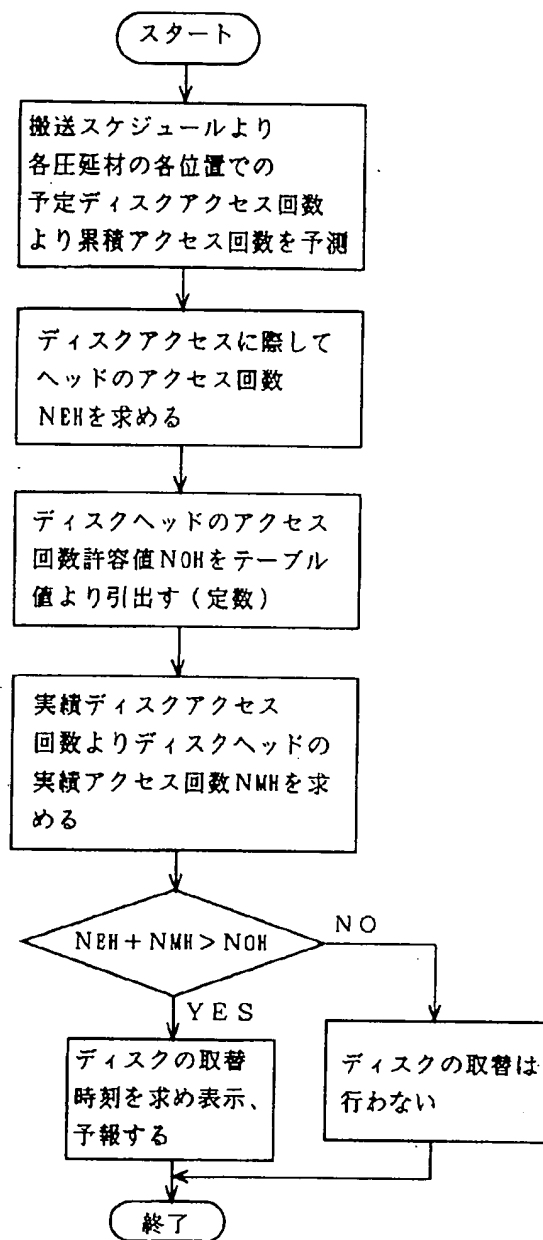 スタート
搬送スケジュールより
各圧延材の各位置での
予定ディスクアクセス回数
より累積アクセス回数を予測
ディスクアクセスに際して
ヘッドのアクセス回数
NEHを求める
ディスクヘッドのアクセス
回数許容値NOHをテーブル
値より引出す(定数)
実績ディスクアクセス
回数よりディスクヘッドの
実績アクセス回数NMHを求
める
NEH+NMH>NOH
NO
YES
ディスクの取替
時刻を求め表示、
予報する
ディスクの取替は
行わない
終了